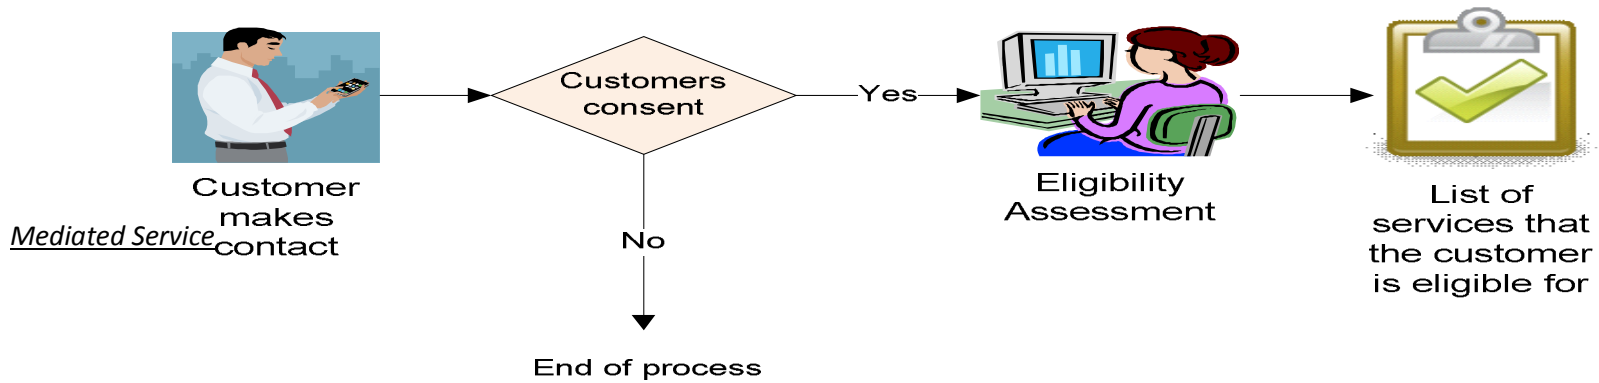 Customer
makes
contact
Mediated Service
Customers
consent
Yes
No
End of process
Eligibility
Assessment
List of
services that
the customer
is eligible for